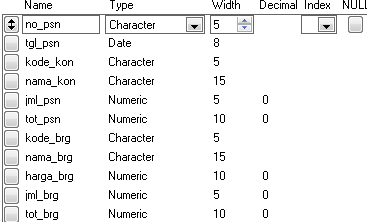 Name Type Width Decimal Index NULL
no_psn Character 5
tgl_psn Date 8
kode_kon Character 5
nama_kon Character 15
jml_psn Numeric 5 0
tot_psn Numeric 10 0
kode_brg Character 5
nama_brg Character 15
harga_brg Numeric 10 0
jml_brg Numeric 5 0
tot_brg Numeric 10 0